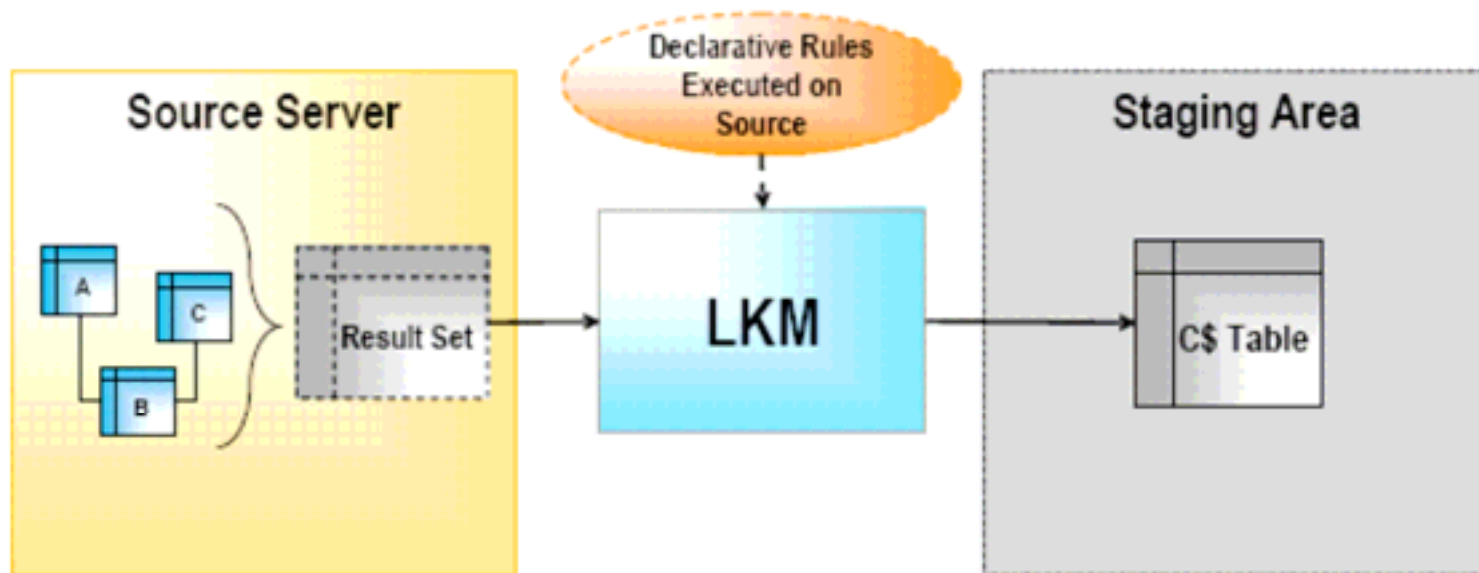 Source Server
A
C
B
Result Set
Declarative Rules
Executed on
Source
LKM
Staging Area
C$ Table